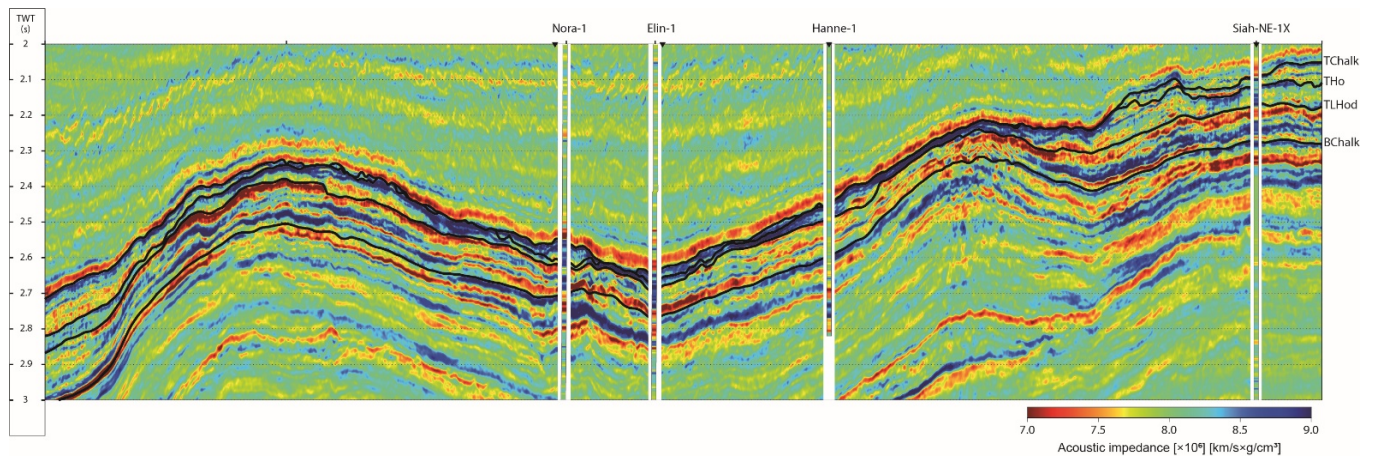 TWT
(s)
Nora-1
Elin-1
Hanne-1
Siah-NE-1X
2
2.1
2.2
2.3
2.4
2.5
2.6
2.7
2.8
2.9
3
TChalk
THo
TLHod
BChalk
7.0 7.5 8.0 8.5 9.0
Acoustic impedance [×10⁶] [km/s×g/cm³]